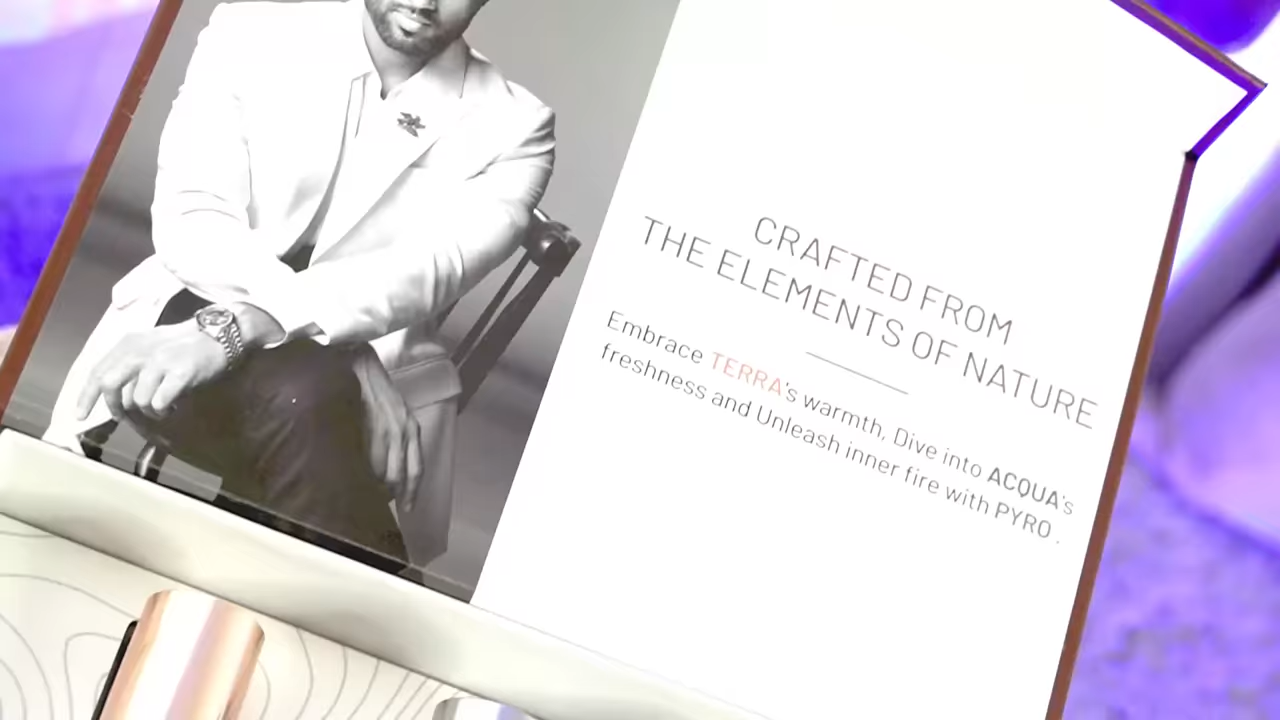 CRAFTED FROM
THE ELEMENTS OF NATURE
Embrace TERRA's warmth, Dive into ACQUA's
freshness and Unleash inner fire with PYRO .